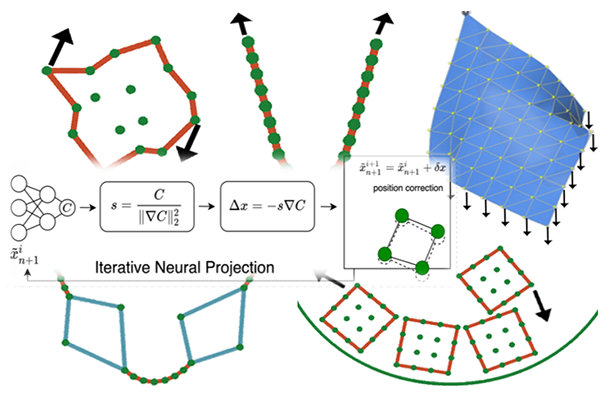 $\tilde{x}_{n+1}^{i+1} = \tilde{x}_{n+1}^{i} + \delta x$
position correction
C
$s = \frac{C}{\|\nabla C\|_2^2}$
$\Delta x = -s\nabla C$
$\tilde{x}_{n+1}^{i}$
Iterative Neural Projection